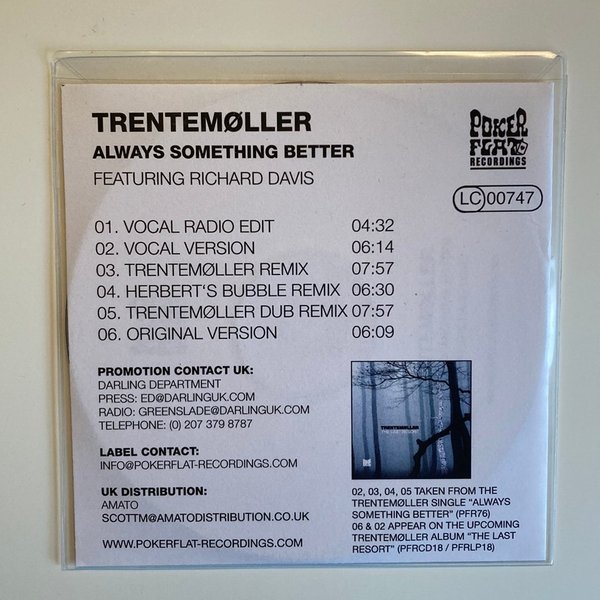 TRENTEMØLLER
ALWAYS SOMETHING BETTER
FEATURING RICHARD DAVIS
POKER
FLAT
RECORDINGS
LC 00747
01. VOCAL RADIO EDIT 04:32
02. VOCAL VERSION 06:14
03. TRENTEMØLLER REMIX 07:57
04. HERBERT'S BUBBLE REMIX 06:30
05. TRENTEMØLLER DUB REMIX 07:57
06. ORIGINAL VERSION 06:09
PROMOTION CONTACT UK:
DARLING DEPARTMENT
PRESS: ED@DARLINGUK.COM
RADIO: GREENSLADE@DARLINGUK.COM
TELEPHONE: (0) 207 379 8787
LABEL CONTACT:
INFO@POKERFLAT-RECORDINGS.COM
UK DISTRIBUTION:
AMATO
SCOTTM@AMATODISTRIBUTION.CO.UK
WWW.POKERFLAT-RECORDINGS.COM
TRENTEMØLLER
THE LAST RESORT
02, 03, 04, 05 TAKEN FROM THE
TRENTEMØLLER SINGLE "ALWAYS
SOMETHING BETTER" (PFR76)
06 & 02 APPEAR ON THE UPCOMING
TRENTEMØLLER ALBUM "THE LAST
RESORT" (PFRCD18 / PFRLP18)